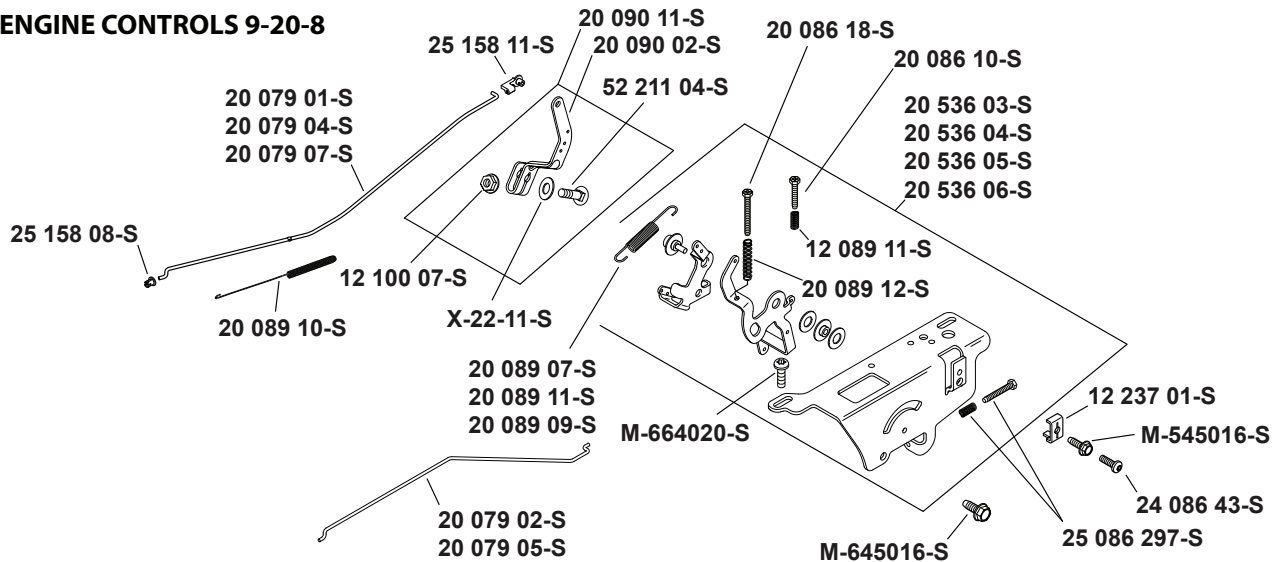 ENGINE CONTROLS 9-20-8
25 158 11-S
20 090 11-S
20 090 02-S
20 086 18-S
20 086 10-S
52 211 04-S
20 079 01-S
20 079 04-S
20 079 07-S
20 536 03-S
20 536 04-S
20 536 05-S
20 536 06-S
25 158 08-S
12 100 07-S
12 089 11-S
20 089 12-S
20 089 10-S
X-22-11-S
20 089 07-S
20 089 11-S
20 089 09-S
M-664020-S
12 237 01-S
M-545016-S
24 086 43-S
25 086 297-S
20 079 02-S
20 079 05-S
M-645016-S